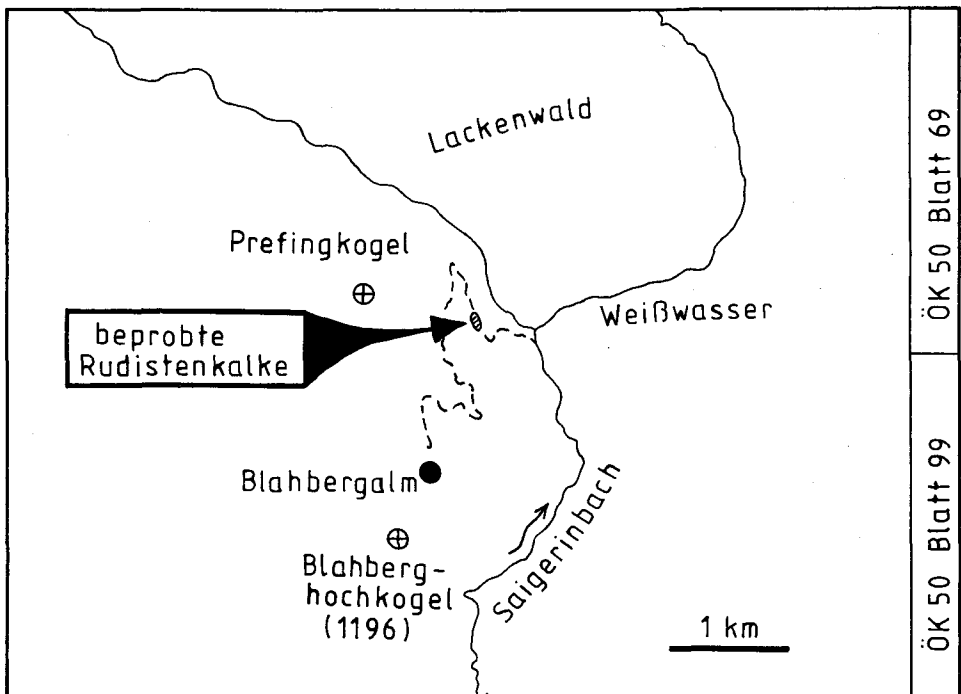 Lackenwald
Prefingkogel
Weißwasser
beprobte
Rudistenkalke
Blahbergalm
Blahberg-
hochkogel
(1196)
Saigerinbach
1 km
ÖK 50 Blatt 69
ÖK 50 Blatt 99